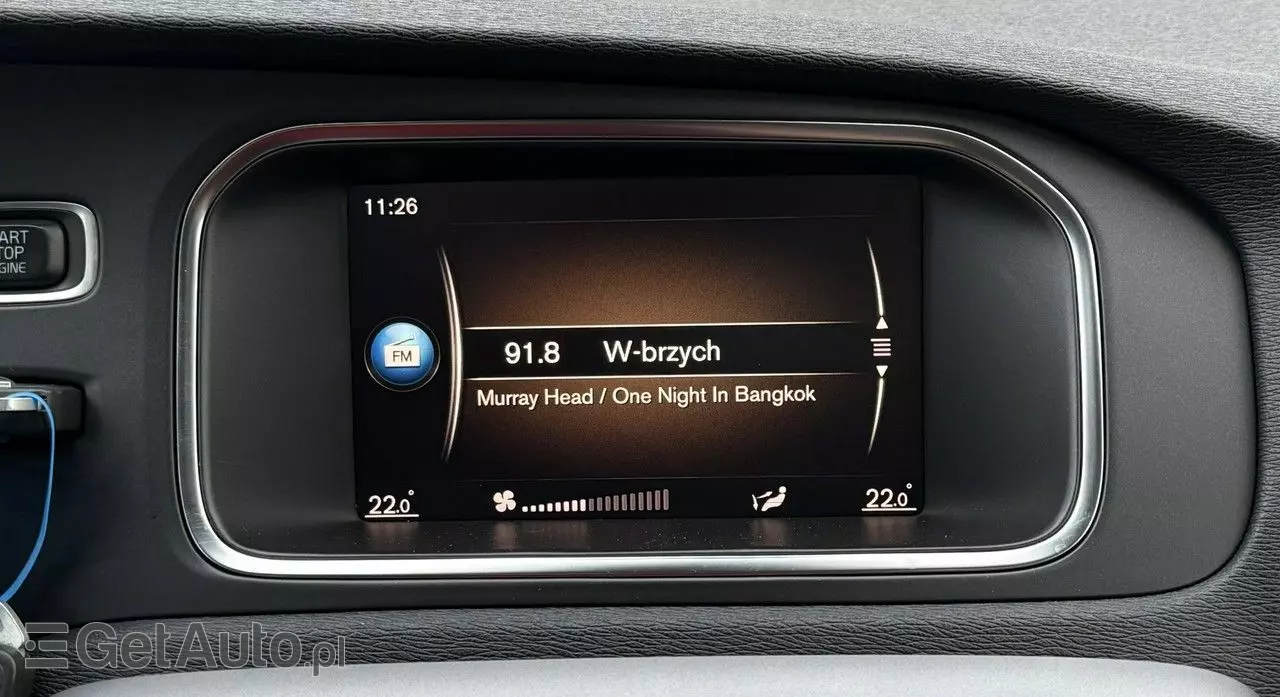 11:26
ART
TOP
GINE
FM
91.8 W-brzych
Murray Head / One Night In Bangkok
22.0°
22.0°
GetAuto.pl